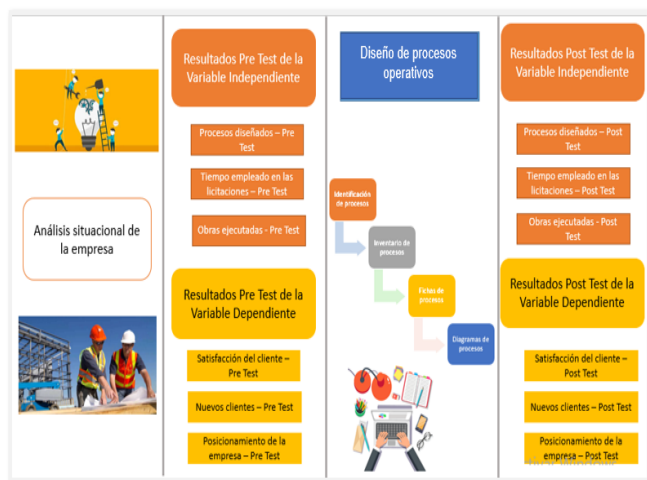 Análisis situacional de
la empresa
Resultados Pre Test de la
Variable Independiente
Procesos diseñados – Pre
Test
Tiempo empleado en las
licitaciones – Pre Test
Obras ejecutadas - Pre Test
Resultados Pre Test de la
Variable Dependiente
Satisfacción del cliente –
Pre Test
Nuevos clientes – Pre Test
Posicionamiento de la
empresa – Pre Test
Diseño de procesos
operativos
Identificación
de procesos
Inventario de
procesos
Fichas de
procesos
Diagramas de
procesos
Resultados Post Test de la
Variable Independiente
Procesos diseñados – Post
Test
Tiempo empleado en las
licitaciones – Post Test
Obras ejecutadas - Post
Test
Resultados Post Test de la
Variable Dependiente
Satisfacción del cliente –
Post Test
Nuevos clientes – Post Test
Posicionamiento de la
empresa – Post Test